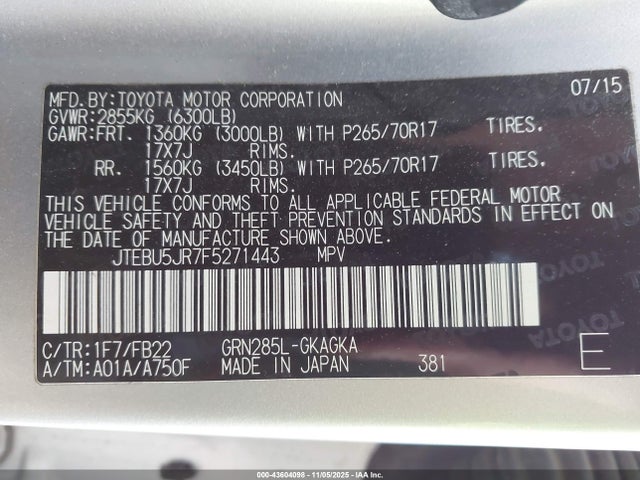 MFD.BY:TOYOTA MOTOR CORPORATION 07/15
GVWR:2855KG (6300LB)
GAWR:FRT. 1360KG (3000LB) WITH P265/70R17 TIRES.
17X7J RIMS.
RR. 1560KG (3450LB) WITH P265/70R17 TIRES.
17X7J RIMS.
THIS VEHICLE CONFORMS TO ALL APPLICABLE FEDERAL MOTOR
VEHICLE SAFETY AND THEFT PREVENTION STANDARDS IN EFFECT ON
THE DATE OF MANUFACTURE SHOWN ABOVE.
JTEBU5JR7F5271443 MPV
C/TR:1F7/FB22 GRN285L-GKAGKA
A/TM:A01A/A750F MADE IN JAPAN 381 E
000-43604098 - 11/05/2025 - IAA Inc.